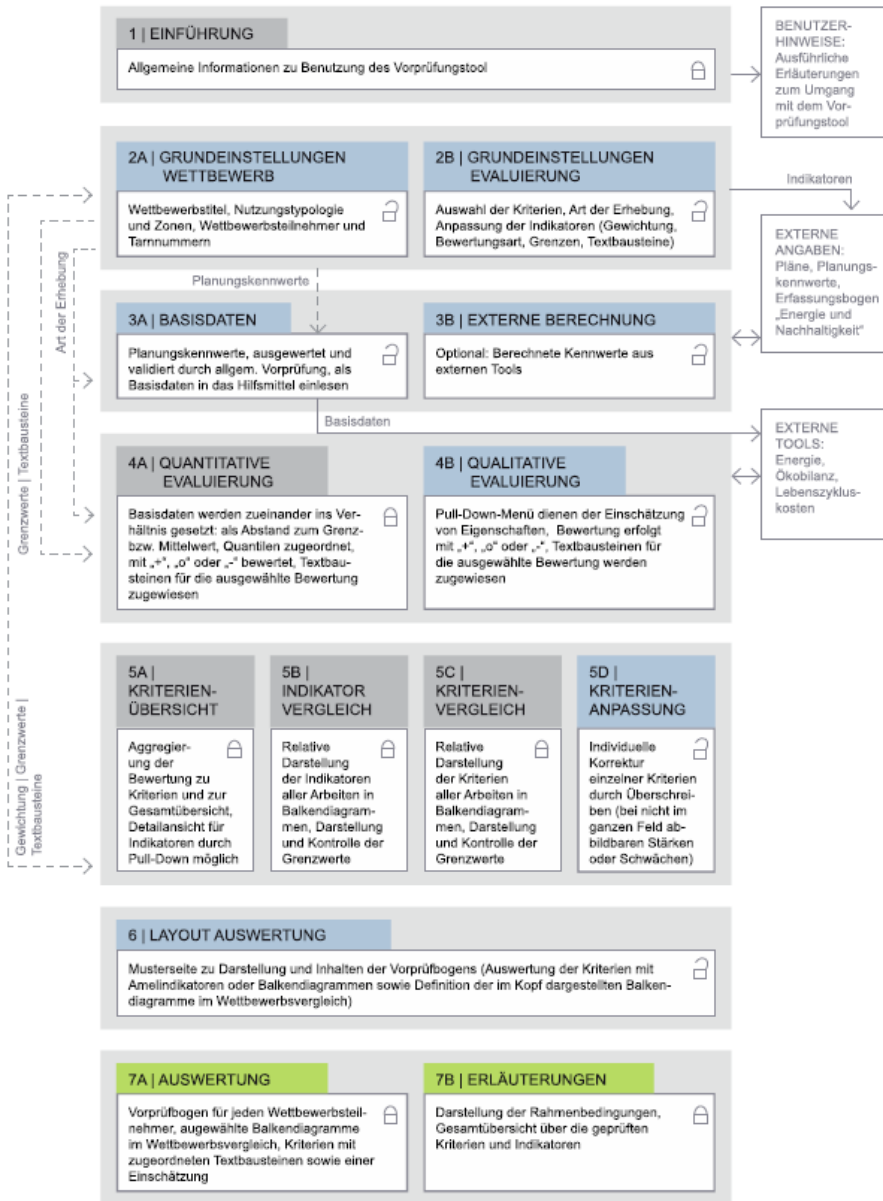 1 | EINFÜHRUNG
Allgemeine Informationen zu Benutzung des Vorprüfungstool
BENUTZER-
HINWEISE:
Ausführliche
Erläuterungen
zum Umgang
mit dem Vor-
prüfungstool
2A | GRUNDEINSTELLUNGEN
WETTBEWERB
Wettbewerbstitel, Nutzungstypologie
und Zonen, Wettbewerbsteilnehmer und
Tarnnummern
2B | GRUNDEINSTELLUNGEN
EVALUIERUNG
Auswahl der Kriterien, Art der Erhebung,
Anpassung der Indikatoren (Gewichtung,
Bewertungsart, Grenzen, Textbausteine)
Indikatoren
EXTERNE
ANGABEN:
Pläne, Planungs-
kennwerte,
Erfassungsbogen
„Energie und
Nachhaltigkeit“
Planungskennwerte
3A | BASISDATEN
Planungskennwerte, ausgewertet und
validiert durch allgem. Vorprüfung, als
Basisdaten in das Hilfsmittel einlesen
3B | EXTERNE BERECHNUNG
Optional: Berechnete Kennwerte aus
externen Tools
Basisdaten
EXTERNE
TOOLS:
Energie,
Ökobilanz,
Lebenszyklus-
kosten
Art der Erhebung
Grenzwerte | Textbausteine
Gewichtung | Grenzwerte |
Textbausteine
4A | QUANTITATIVE
EVALUIERUNG
Basisdaten werden zueinander ins Ver-
hältnis gesetzt: als Abstand zum Grenz-
bzw. Mittelwert, Quantilen zugeordnet,
mit „+“, „o“ oder „-“ bewertet, Textbau-
steinen für die ausgewählte Bewertung
zugewiesen
4B | QUALITATIVE
EVALUIERUNG
Pull-Down-Menü dienen der Einschätzung
von Eigenschaften, Bewertung erfolgt
mit „+“, „o“ oder „-“, Textbausteinen für
die ausgewählte Bewertung werden
zugewiesen
5A |
KRITERIEN-
ÜBERSICHT
Aggregier-
ung der
Bewertung zu
Kriterien und zur
Gesamtübersicht,
Detailansicht für
Indikatoren durch
Pull-Down möglich
5B |
INDIKATOR
VERGLEICH
Relative
Darstellung
der Indikatoren
aller Arbeiten in
Balkendiagram-
men, Darstellung
und Kontrolle der
Grenzwerte
5C |
KRITERIEN-
VERGLEICH
Relative
Darstellung
der Kriterien
aller Arbeiten in
Balkendiagram-
men, Darstellung
und Kontrolle der
Grenzwerte
5D |
KRITERIEN-
ANPASSUNG
Individuelle
Korrektur
einzelner Kriterien
durch Überschrei-
ben (bei nicht im
ganzen Feld ab-
bildbaren Stärken
oder Schwächen)
6 | LAYOUT AUSWERTUNG
Musterseite zu Darstellung und Inhalten der Vorprüfbogens (Auswertung der Kriterien mit
Amelindikatoren oder Balkendiagrammen sowie Definition der im Kopf dargestellten Balken-
diagramme im Wettbewerbsvergleich)
7A | AUSWERTUNG
Vorprüfbogen für jeden Wettbewerbsteil-
nehmer, augewählte Balkendiagramme
im Wettbewerbsvergleich, Kriterien mit
zugeordneten Textbausteinen sowie einer
Einschätzung
7B | ERLÄUTERUNGEN
Darstellung der Rahmenbedingungen,
Gesamtübersicht über die geprüften
Kriterien und Indikatoren